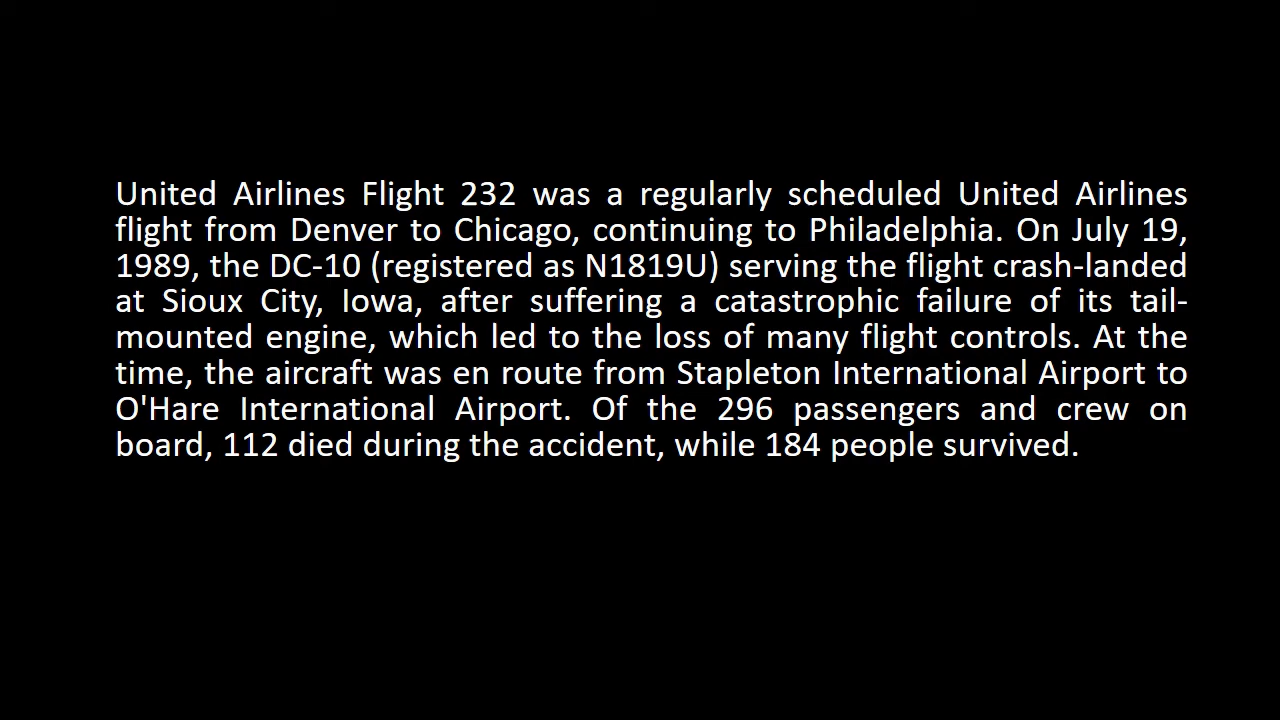 United Airlines Flight 232 was a regularly scheduled United Airlines
flight from Denver to Chicago, continuing to Philadelphia. On July 19,
1989, the DC-10 (registered as N1819U) serving the flight crash-landed
at Sioux City, Iowa, after suffering a catastrophic failure of its tail-
mounted engine, which led to the loss of many flight controls. At the
time, the aircraft was en route from Stapleton International Airport to
O'Hare International Airport. Of the 296 passengers and crew on
board, 112 died during the accident, while 184 people survived.